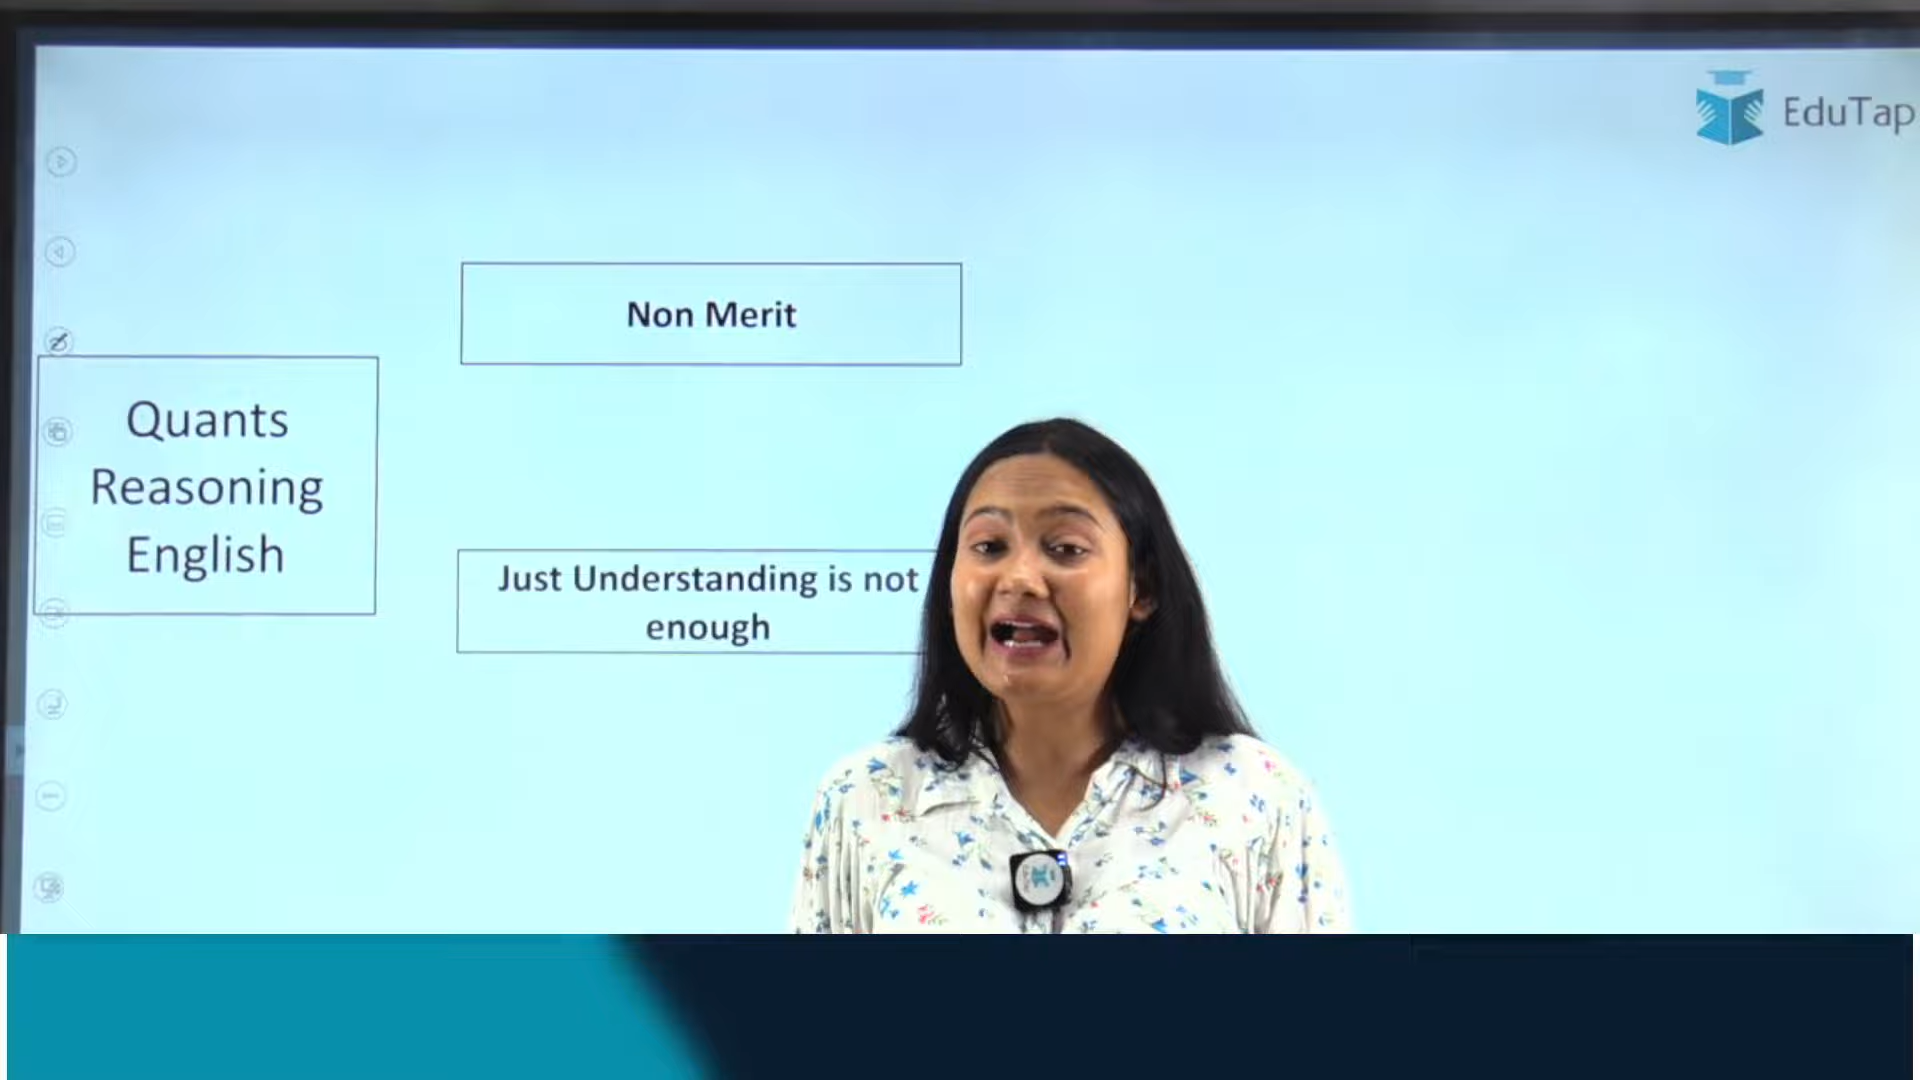 EduTap
Non Merit
Quants
Reasoning
English
Just Understanding is not
enough